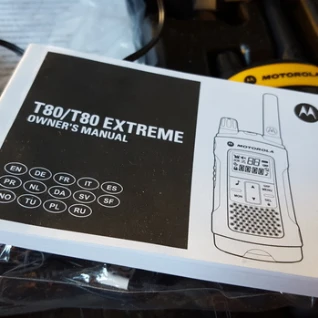 T80/T80 EXTREME
OWNER'S MANUAL
EN DE FR IT ES
PR NL DA SV SF
NO TU PL RU
MOTOROLA
MOTOROLA